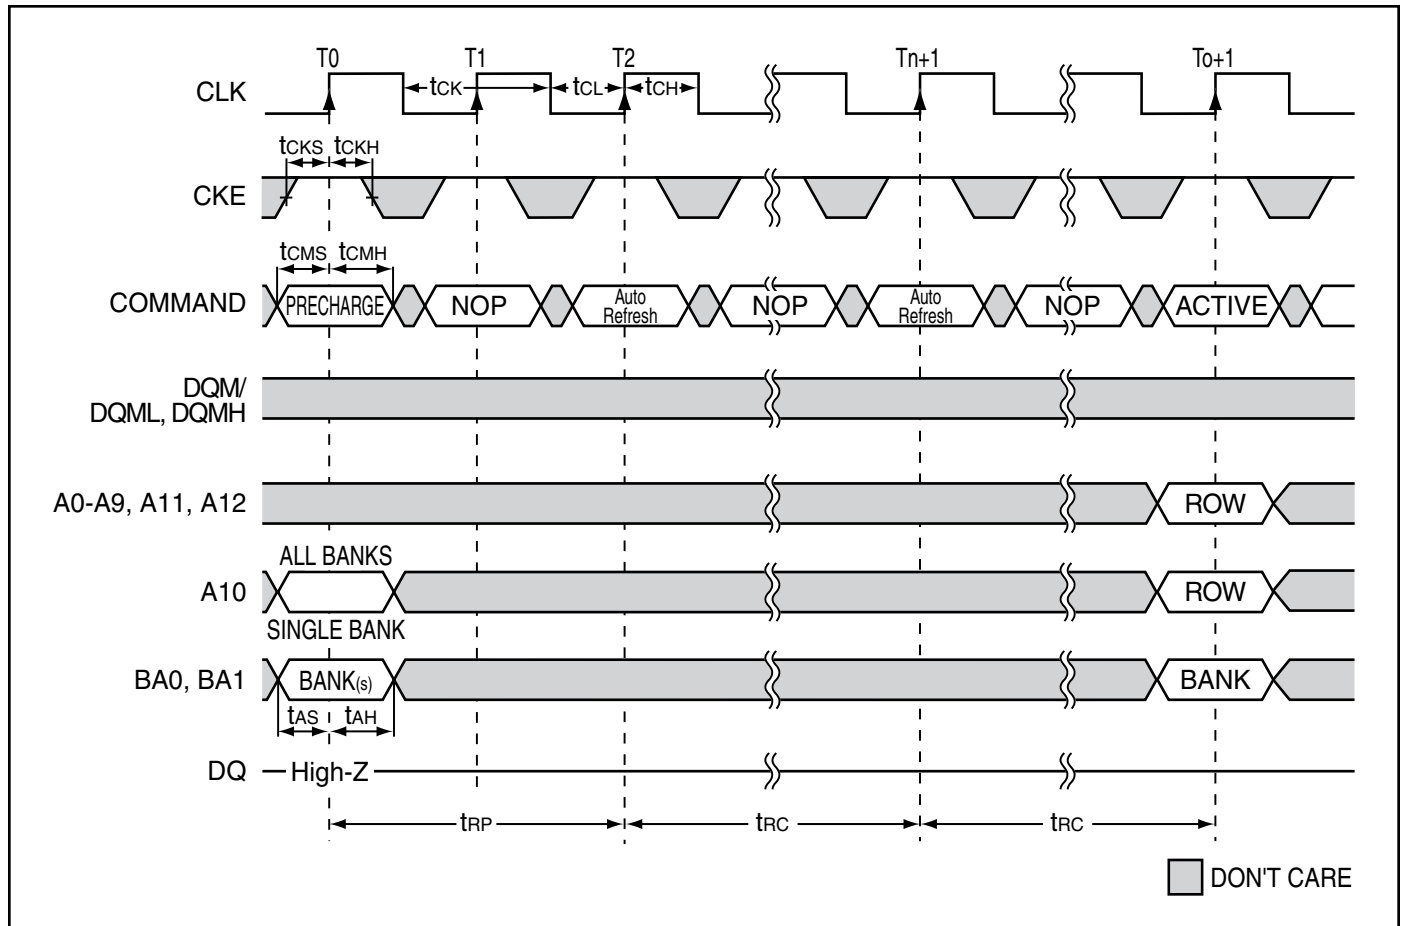 T0 T1 T2 Tn+1 To+1
CLK tCK tCL tCH
tCKS tCKH
CKE
tCMS tCMH
COMMAND PRECHARGE NOP Auto Refresh NOP Auto Refresh NOP ACTIVE
DQM/
DQML, DQMH
A0-A9, A11, A12 ROW
ALL BANKS
A10 ROW
SINGLE BANK
BA0, BA1 BANK(s) BANK
tAS tAH
DQ High-Z
tRP tRC tRC
DON'T CARE